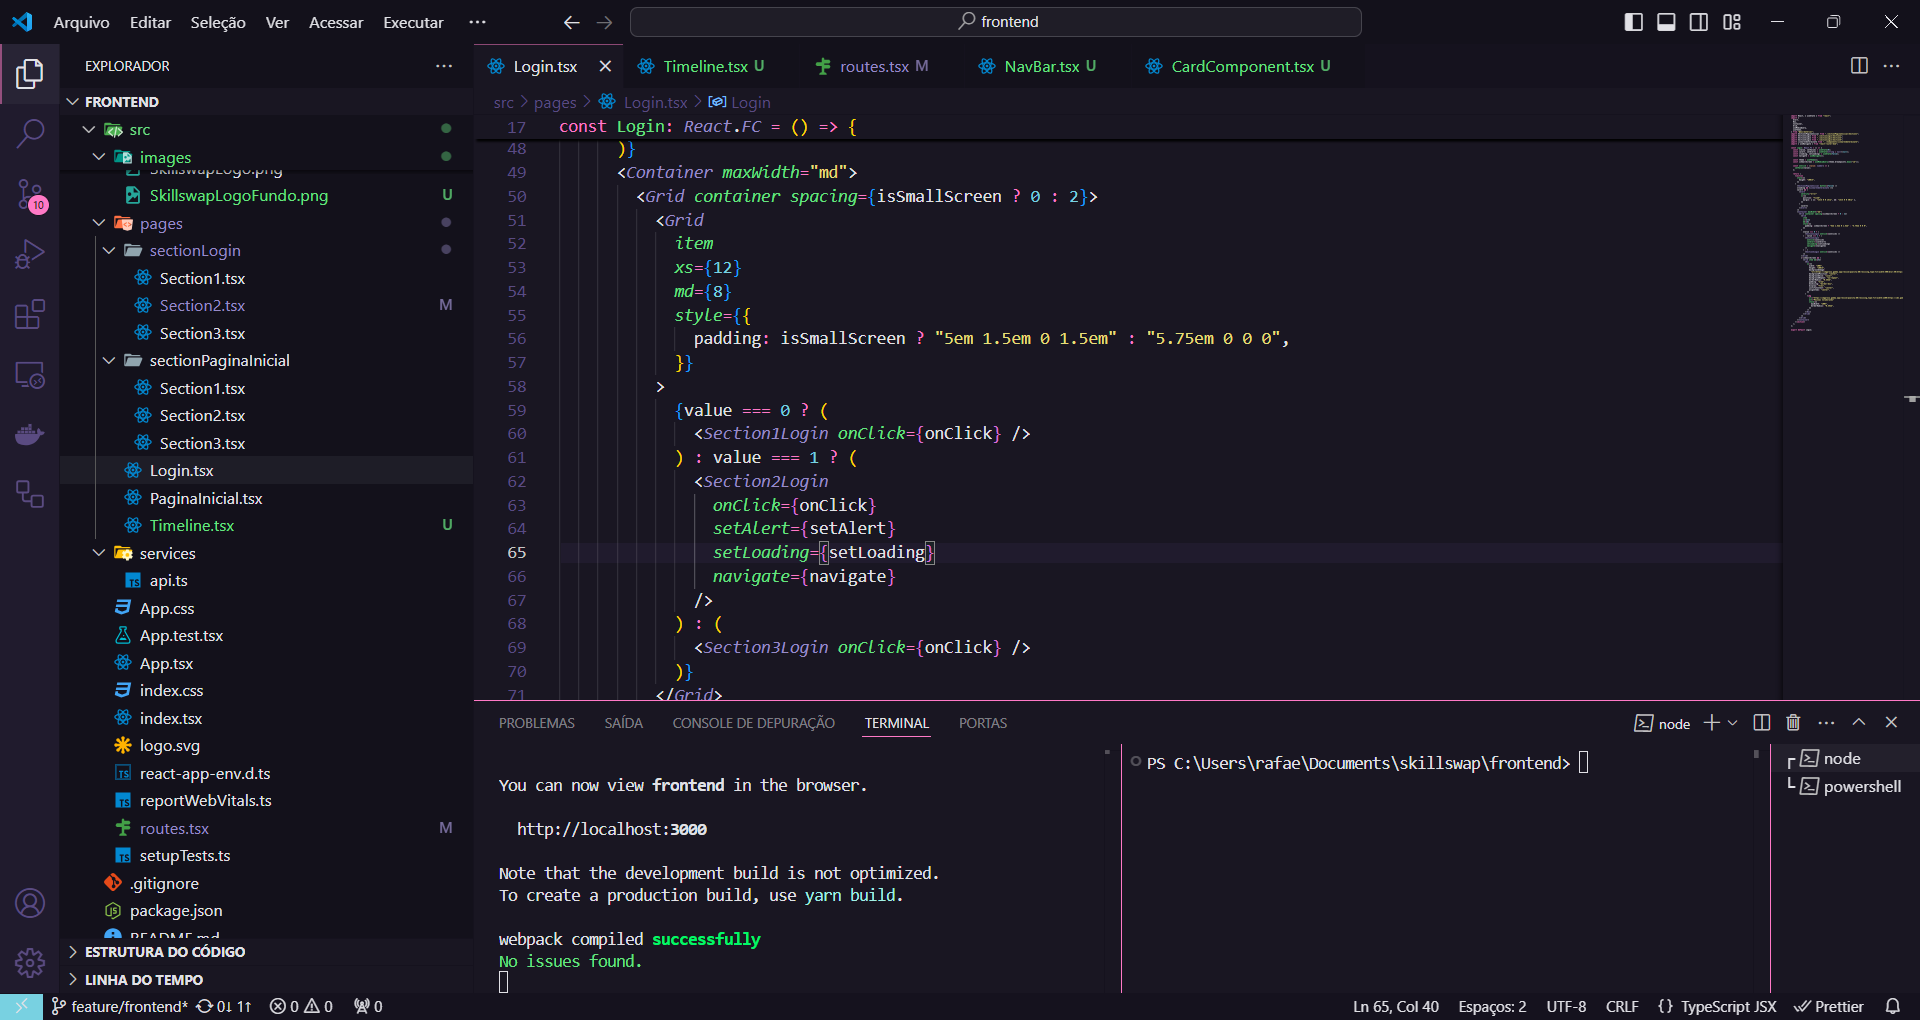 Arquivo Editar Seleção Ver Acessar Executar ··· frontend
EXPLORADOR
FRONTEND
src
images
SkillswapLogo.png
SkillswapLogoFundo.png U
pages
sectionLogin
Section1.tsx
Section2.tsx M
Section3.tsx
sectionPaginaInicial
Section1.tsx
Section2.tsx
Section3.tsx
Login.tsx
PaginaInicial.tsx
Timeline.tsx U
services
api.ts
App.css
App.test.tsx
App.tsx
index.css
index.tsx
logo.svg
react-app-env.d.ts
reportWebVitals.ts
routes.tsx M
setupTests.ts
.gitignore
package.json
README.md
ESTRUTURA DO CÓDIGO
LINHA DO TEMPO
10
Login.tsx Timeline.tsx U routes.tsx M NavBar.tsx U CardComponent.tsx U
src > pages > Login.tsx > Login
17 const Login: React.FC = () => {
48 )}
49 <Container maxWidth="md">
50 <Grid container spacing={isSmallScreen ? 0 : 2}>
51 <Grid
52 item
53 xs={12}
54 md={8}
55 style={{
56 padding: isSmallScreen ? "5em 1.5em 0 1.5em" : "5.75em 0 0 0",
57 }}
58 >
59 {value === 0 ? (
60 <Section1Login onClick={onClick} />
61 ) : value === 1 ? (
62 <Section2Login
63 onClick={onClick}
64 setAlert={setAlert}
65 setLoading={setLoading}
66 navigate={navigate}
67 />
68 ) : (
69 <Section3Login onClick={onClick} />
70 )}
71 </Grid>
PROBLEMAS SAÍDA CONSOLE DE DEPURAÇÃO TERMINAL PORTAS node
You can now view frontend in the browser.
http://localhost:3000
Note that the development build is not optimized.
To create a production build, use yarn build.
webpack compiled successfully
No issues found.
PS C:\Users\rafae\Documents\skillswap\frontend>
node
powershell
feature/frontend* 0↓ 1↑ 0 0 0 Ln 65, Col 40 Espaços: 2 UTF-8 CRLF {} TypeScript JSX Prettier